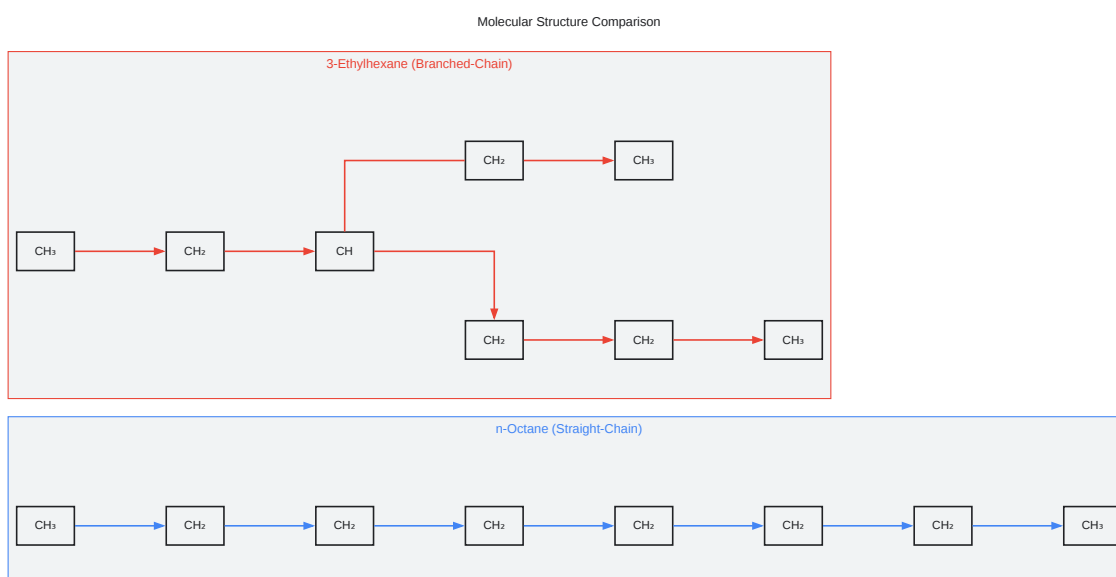 Molecular Structure Comparison
3-Ethylhexane (Branched-Chain)
CH₂ CH₃
CH₃ CH₂ CH
CH₂ CH₂ CH₃
n-Octane (Straight-Chain)
CH₃ CH₂ CH₂ CH₂ CH₂ CH₂ CH₂ CH₃